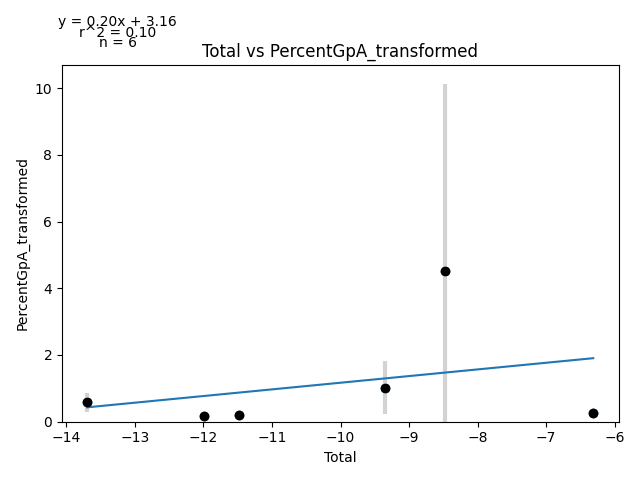 y = 0.20x + 3.16
r^2 = 0.10
n = 6
Total vs PercentGpA_transformed
PercentGpA_transformed
10
8
6
4
2
0
−14 −13 −12 −11 −10 −9 −8 −7 −6
Total